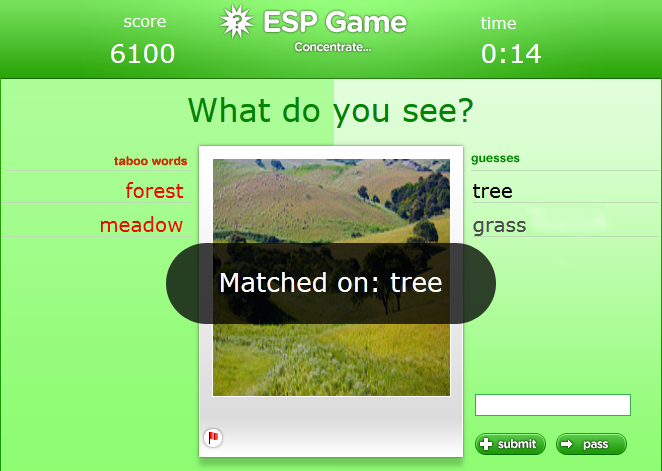 score
6100
? ESP Game
Concentrate...
time
0:14
What do you see?
taboo words
forest
meadow
guesses
tree
grass
Matched on: tree
submit
pass